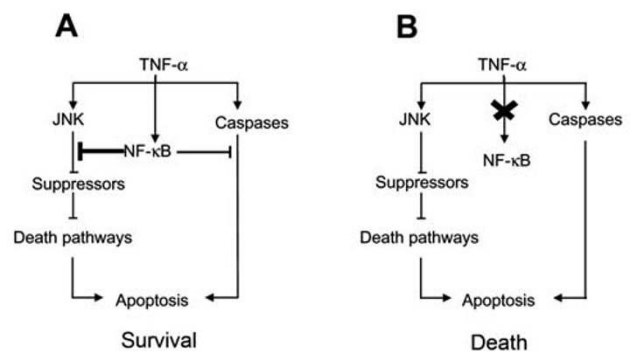 A
TNF-α
JNK
Caspases
NF-κB
Suppressors
Death pathways
Apoptosis
Survival
B
TNF-α
JNK
Caspases
NF-κB
Suppressors
Death pathways
Apoptosis
Death